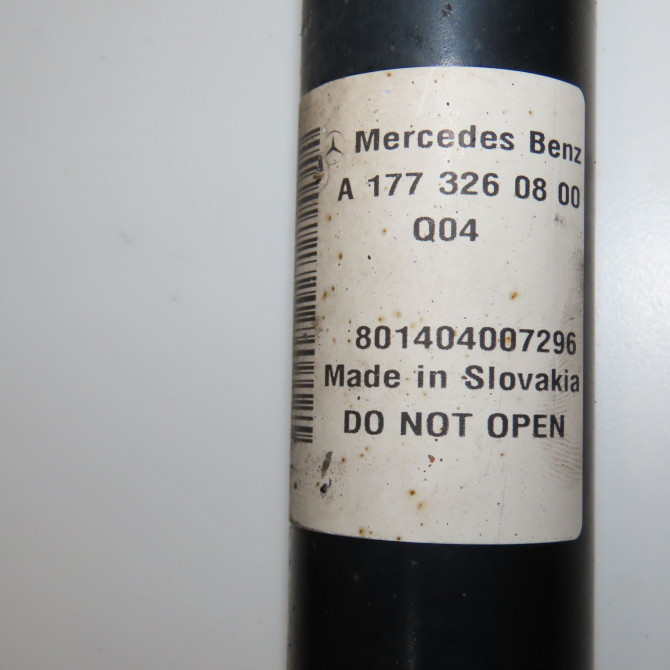 Mercedes Benz
A 177 326 08 00
Q04
801404007296
Made in Slovakia
DO NOT OPEN